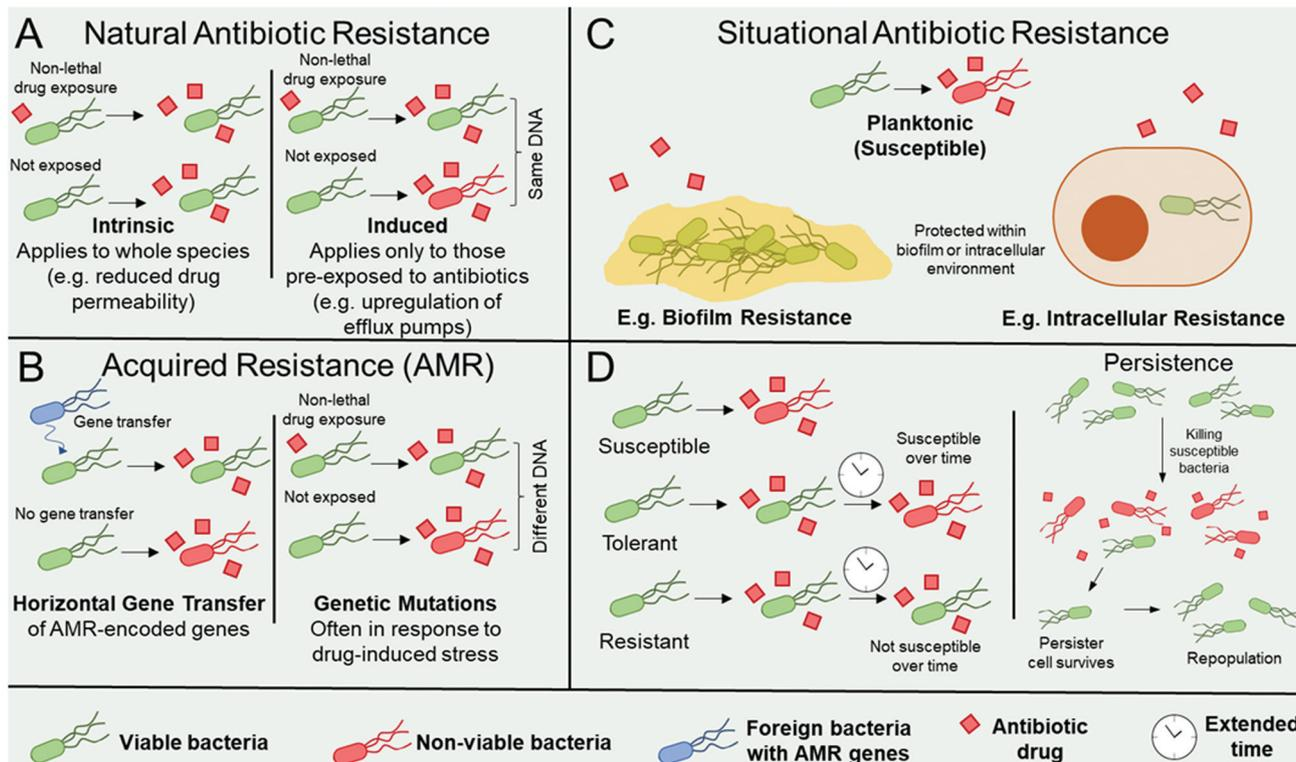 A
Natural Antibiotic Resistance
Non-lethal
drug exposure
Not exposed
Intrinsic
Applies to whole species
(e.g. reduced drug
permeability)
Non-lethal
drug exposure
Not exposed
Same DNA
Induced
Applies only to those
pre-exposed to antibiotics
(e.g. upregulation of
efflux pumps)
B
Acquired Resistance (AMR)
Gene transfer
No gene transfer
Horizontal Gene Transfer
of AMR-encoded genes
Non-lethal
drug exposure
Not exposed
Different DNA
Genetic Mutations
Often in response to
drug-induced stress
C
Situational Antibiotic Resistance
Planktonic
(Susceptible)
Protected within
biofilm or intracellular
environment
E.g. Biofilm Resistance
E.g. Intracellular Resistance
D
Susceptible
Tolerant
Susceptible
over time
Resistant
Not susceptible
over time
Persistence
Killing
susceptible
bacteria
Persister
cell survives
Repopulation
Viable bacteria
Non-viable bacteria
Foreign bacteria
with AMR genes
Antibiotic
drug
Extended
time